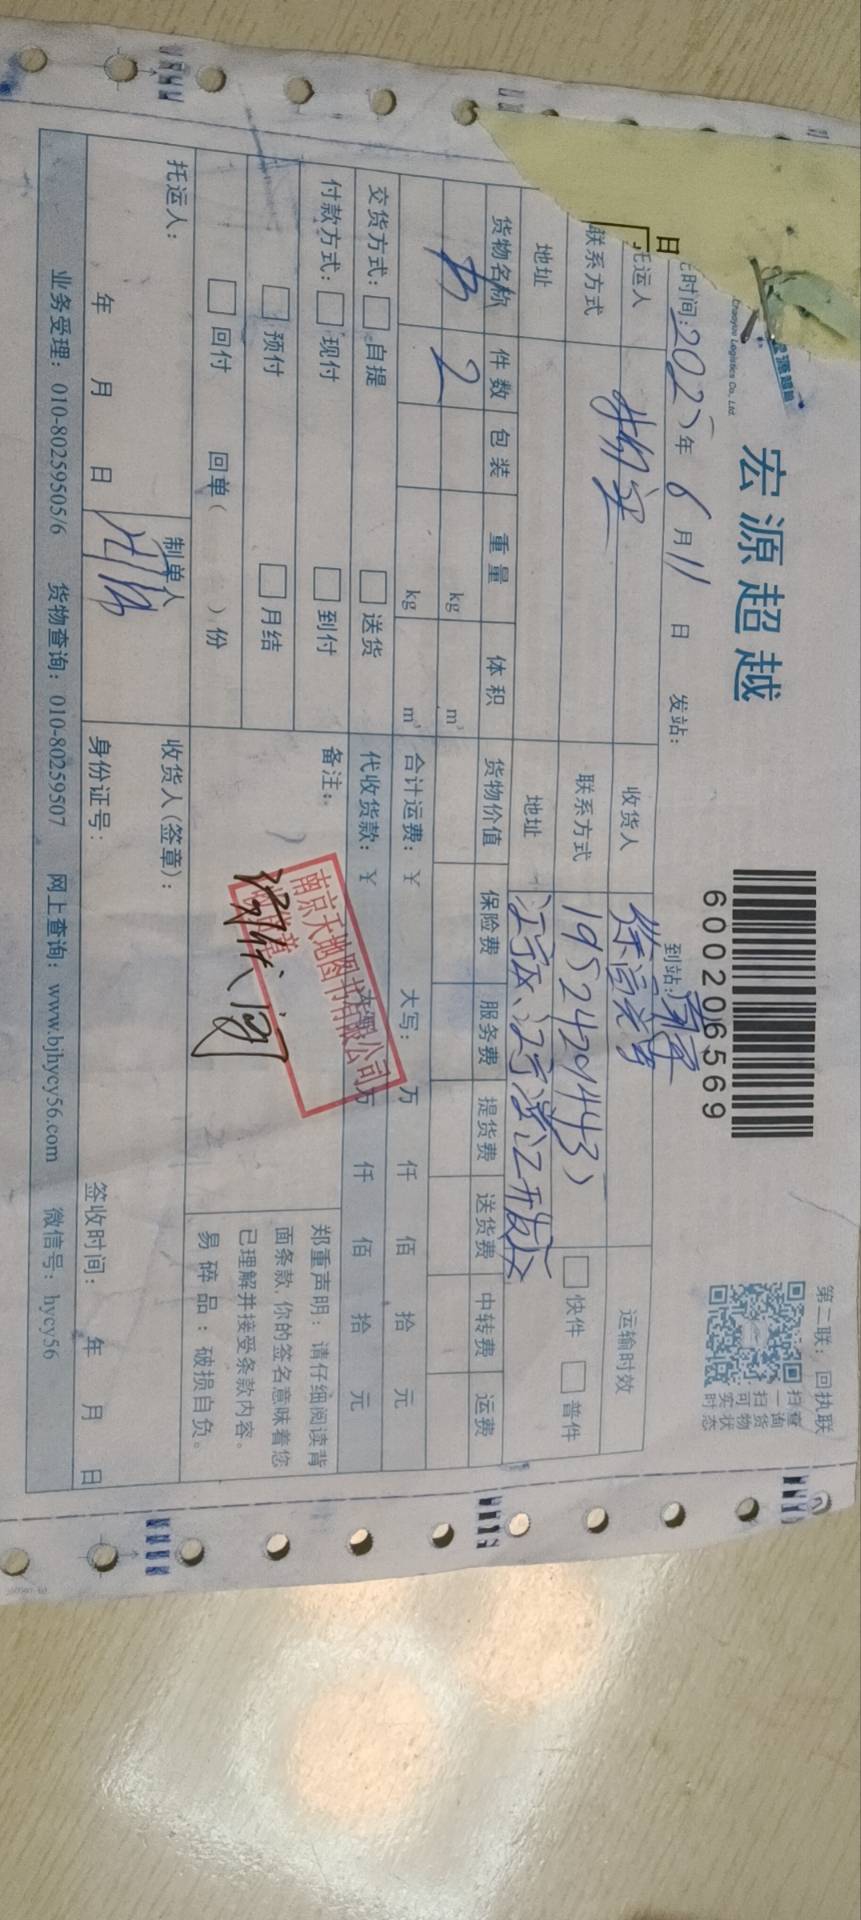 宏源超越
Chaoyue Logistics Co., Ltd.
600206569
第二联：回执联
扫一扫
查询货物
可实时状态
时间:2025年6月11日 发站: 到站:南京
托运人 收货人 运输时效
联系方式 联系方式 快件 普件
地址 地址 江宁区
货物名称 件数 包装 重量 体积 货物价值 保险费 服务费 提货费 送货费 中转费 运费
书 2 kg m³
kg m³ 合计运费：¥ 大写： 万 仟 佰 拾 元
交货方式： 自提 送货 代收货款：¥ 大写 万 仟 佰 拾 元
付款方式： 现付 到付 备注：
预付 月结
回付 回单（ ）份
南京天地图书有限公司
郑重声明：请仔细阅读背
面条款，你的签名意味着您
已理解并接受条款内容。
易碎品：破损自负。
托运人： 制单人 收货人(签章)：
年 月 日 身份证号： 签收时间： 年 月 日
业务受理：010-80259505/6 货物查询：010-80259507 网上查询：www.bjhycy56.com 微信号：hycy56